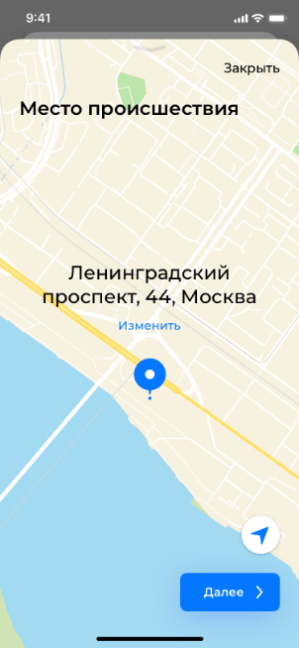 9:41
Закрыть
Место происшествия
Ленинградский
проспект, 44, Москва
Изменить
Далее